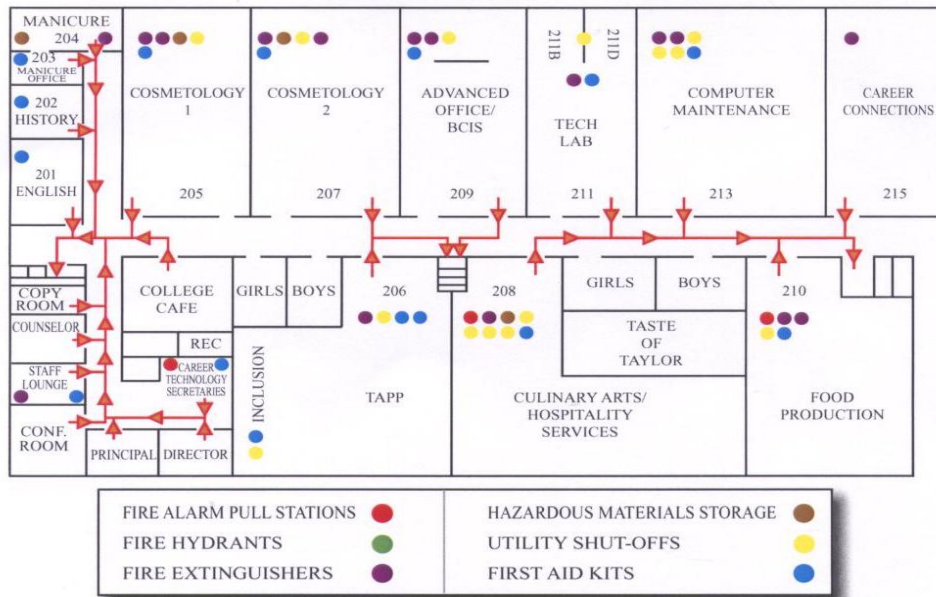 MANICURE
204
203
MANICURE
OFFICE
202
HISTORY
201
ENGLISH
COSMETOLOGY
1
205
COSMETOLOGY
2
207
ADVANCED
OFFICE/
BCIS
209
211B
211D
TECH
LAB
211
COMPUTER
MAINTENANCE
213
CAREER
CONNECTIONS
215
COPY
ROOM
COUNSELOR
STAFF
LOUNGE
CONF.
ROOM
COLLEGE
CAFE
REC
CAREER
TECHNOLOGY
SECRETARIES
PRINCIPAL
DIRECTOR
GIRLS
BOYS
INCLUSION
206
TAPP
208
CULINARY ARTS/
HOSPITALITY
SERVICES
GIRLS
BOYS
TASTE
OF
TAYLOR
210
FOOD
PRODUCTION
FIRE ALARM PULL STATIONS
FIRE HYDRANTS
FIRE EXTINGUISHERS
HAZARDOUS MATERIALS STORAGE
UTILITY SHUT-OFFS
FIRST AID KITS